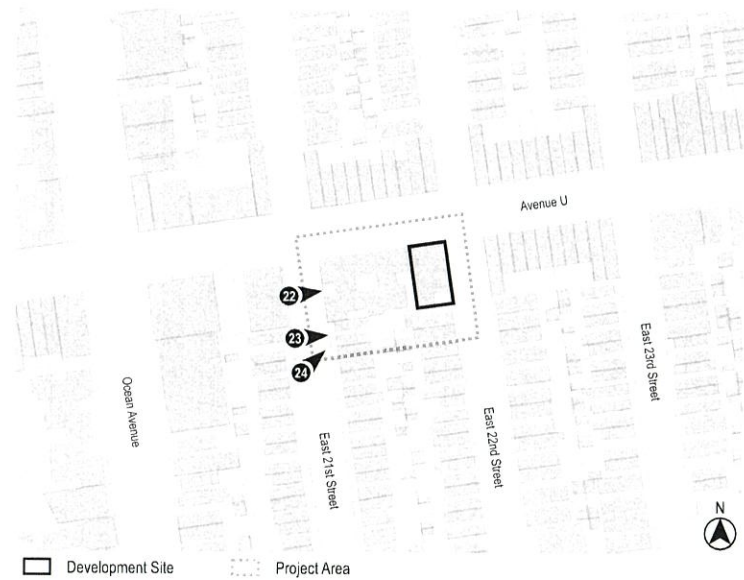 Avenue U
22
23
24
Ocean Avenue
East 21st Street
East 22nd Street
East 23rd Street
N
Development Site
Project Area